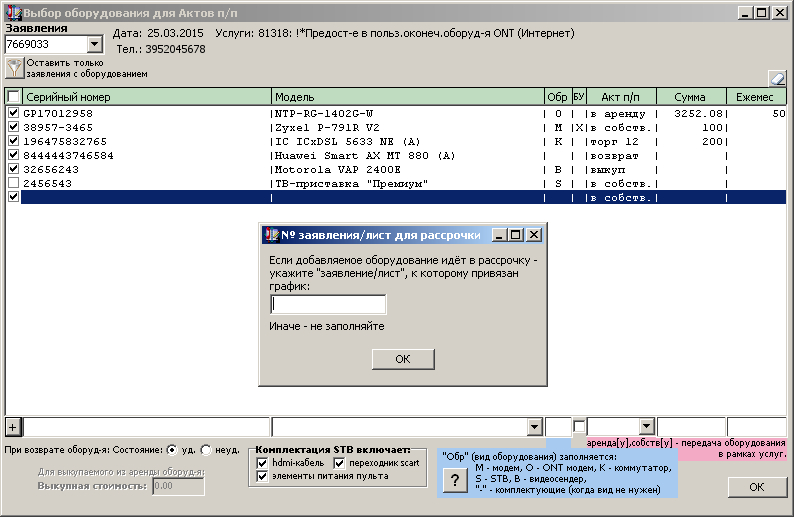 Выбор оборудования для Актов п/п
Заявления
7669033
Дата: 25.03.2015 Услуги: 81318: !*Предост-е в польз.оконеч.оборуд-я ONT (Интернет)
Тел.: 3952045678
Оставить только
заявления с оборудованием
Серийный номер Модель Обр БУ Акт п/п Сумма Ежемес
GP17012958 NTP-RG-1402G-W O в аренду 3252.08 50
38957-3465 Zyxel P-791R V2 M X в собств. 100
196475832765 IC ICxDSL 5633 NE (A) K торг 12 200
8444443746584 Huawei Smart AX MT 880 (A) возврат
32656243 Motorola VAP 2400E B выкуп
2456543 ТВ-приставка "Премиум" S
в собств.
№ заявления/лист для рассрочки
Если добавляемое оборудование идёт в рассрочку -
укажите "заявление/лист", к которому привязан
график:
Иначе - не заполняйте
OK
+
При возврате оборуд-я: Состояние: уд. неуд.
Для выкупаемого из аренды оборуд-я:
Выкупная стоимость: 0.00
Комплектация STB включает:
hdmi-кабель переходник scart
элементы питания пульта
аренда[у],собств[у] - передача оборудования
в рамках услуг.
"Обр" (вид оборудования) заполняется:
M - модем, O - ONT модем, K - коммутатор,
S - STB, B - видеосендер,
"-" - комплектующие (когда вид не нужен)
?
OK